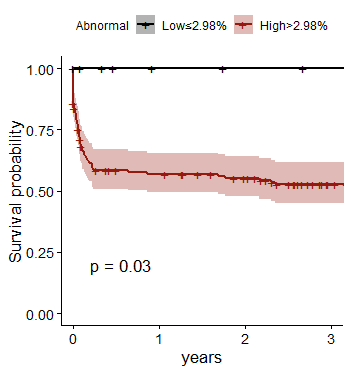 Abnormal Low≤2.98% High>2.98%
1.00
0.75
0.50
0.25
0.00
Survival probability
p = 0.03
0 1 2 3
years